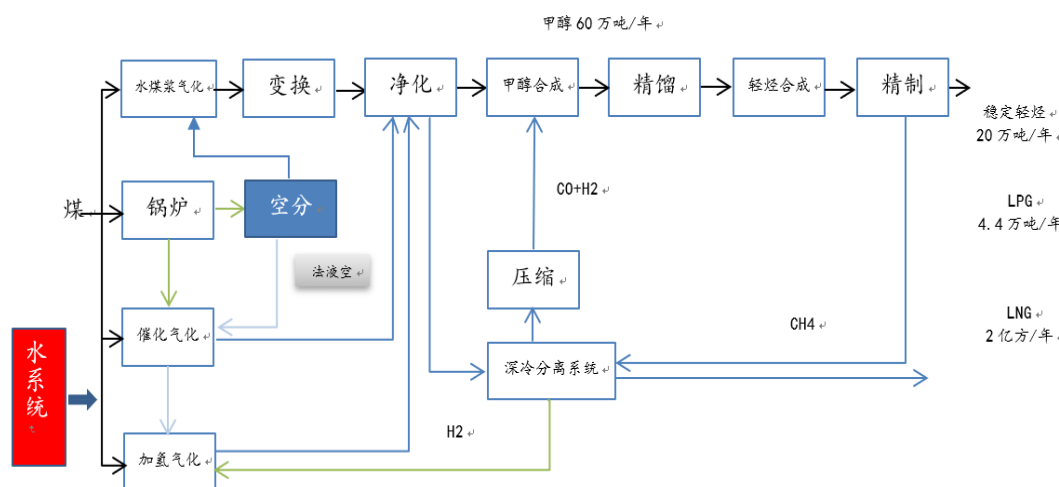 甲醇 60 万吨/年
水煤浆气化
变换
净化
甲醇合成
精馏
轻烃合成
精制
稳定轻烃
20 万吨/年
CO+H2
煤
锅炉
空分
LPG
4.4 万吨/年
法液空
压缩
LNG
2 亿方/年
CH4
催化气化
水系统
深冷分离系统
H2
加氢气化